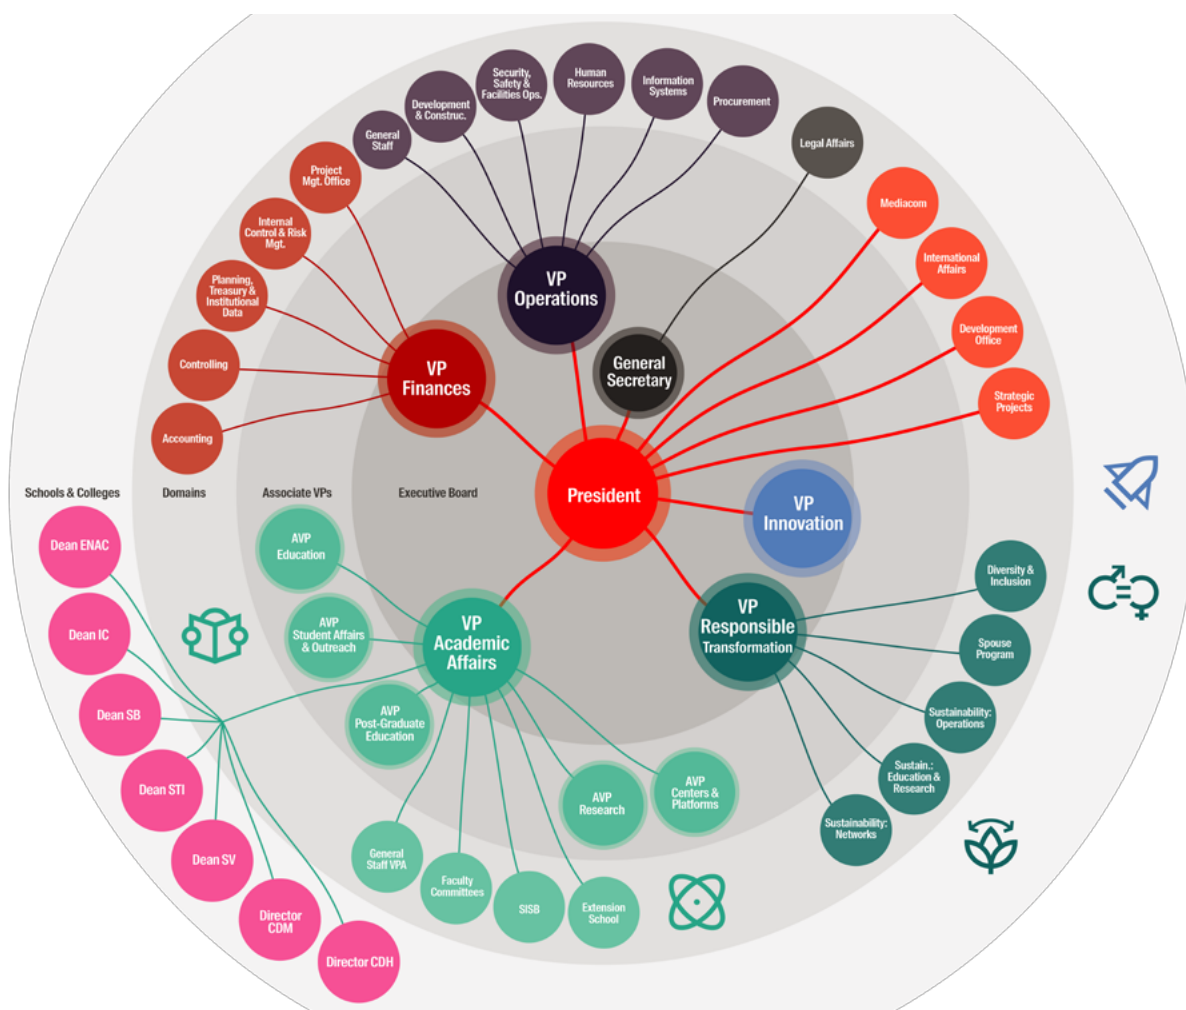 Security,
Safety &
Facilities Ops.
Human
Resources
Information
Systems
Development
& Construc.
Procurement
General
Staff
Legal Affairs
Project
Mgt. Office
Mediacom
Internal
Control & Risk
Mgt.
International
Affairs
Planning,
Treasury &
Institutional
Data
VP
Operations
Development
Office
Controlling
VP
Finances
General
Secretary
Strategic
Projects
Accounting
Schools & Colleges
Domains
Associate VPs
Executive Board
President
VP
Innovation
Dean ENAC
AVP
Education
Diversity &
Inclusion
Dean IC
AVP
Student Affairs
& Outreach
VP
Academic
Affairs
VP
Responsible
Transformation
Spouse
Program
Dean SB
AVP
Post-Graduate
Education
Sustainability:
Operations
Dean STI
AVP
Research
AVP
Centers &
Platforms
Sustain.:
Education &
Research
Sustainability:
Networks
Dean SV
General
Staff VPA
Faculty
Committees
SISB
Extension
School
Director
CDM
Director CDH